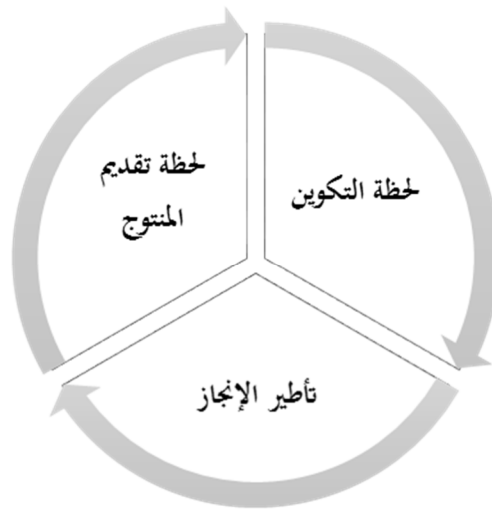 لحظة التكوين
تأطير الإنجاز
لحظة تقديم
المنتوج